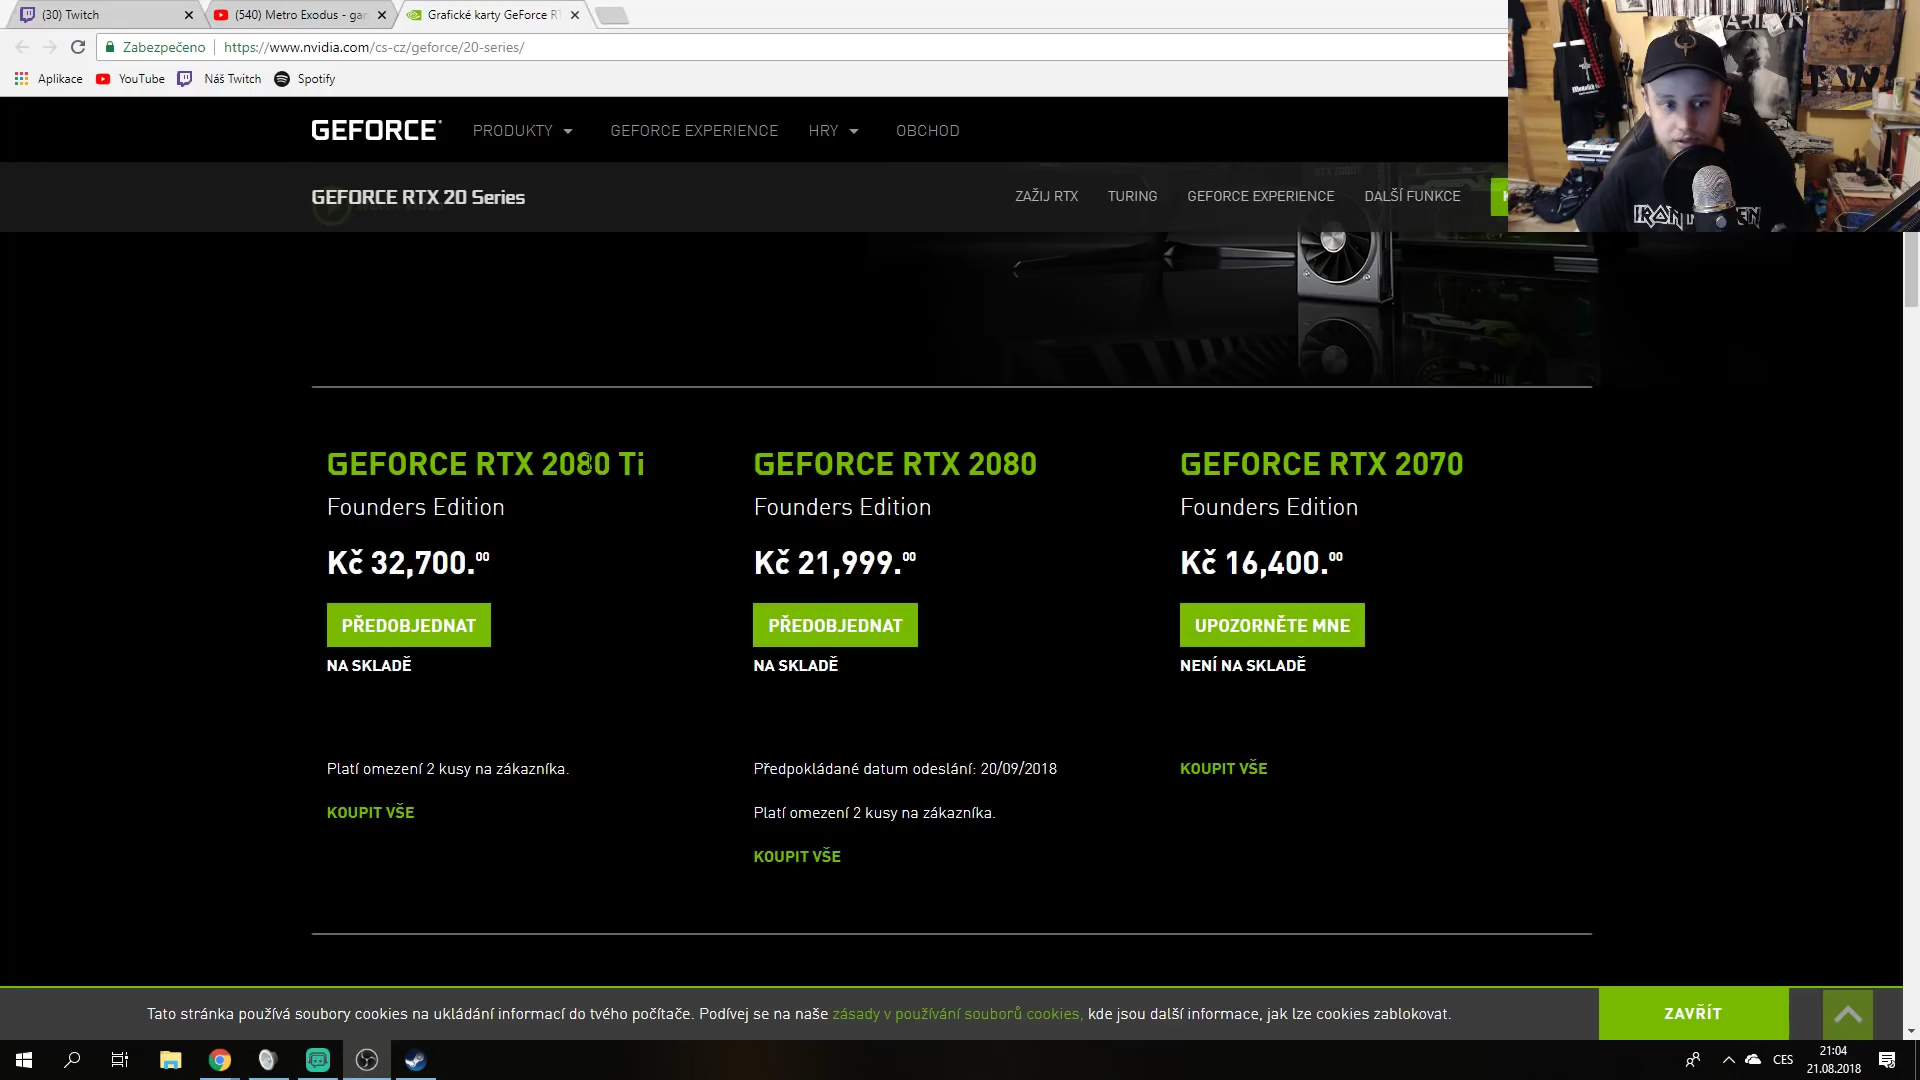 (30) Twitch
(540) Metro Exodus - gam
Grafické karty GeForce RT
Zabezpečeno
https://www.nvidia.com/cs-cz/geforce/20-series/
Aplikace
YouTube
Náš Twitch
Spotify
GEFORCE
PRODUKTY
GEFORCE EXPERIENCE
HRY
OBCHOD
GEFORCE RTX 20 Series
ZAŽIJ RTX
TURING
GEFORCE EXPERIENCE
DALŠÍ FUNKCE
GEFORCE RTX 2080 Ti
Founders Edition
Kč 32,700.00
PŘEDOBJEDNAT
NA SKLADĚ
Platí omezení 2 kusy na zákazníka.
KOUPIT VŠE
GEFORCE RTX 2080
Founders Edition
Kč 21,999.00
PŘEDOBJEDNAT
NA SKLADĚ
Předpokládané datum odeslání: 20/09/2018
Platí omezení 2 kusy na zákazníka.
KOUPIT VŠE
GEFORCE RTX 2070
Founders Edition
Kč 16,400.00
UPOZORNĚTE MNE
NENÍ NA SKLADĚ
KOUPIT VŠE
Tato stránka používá soubory cookies na ukládání informací do tvého počítače. Podívej se na naše zásady v používání souborů cookies, kde jsou další informace, jak lze cookies zablokovat.
ZAVŘÍT
CES
21:04
21.08.2018